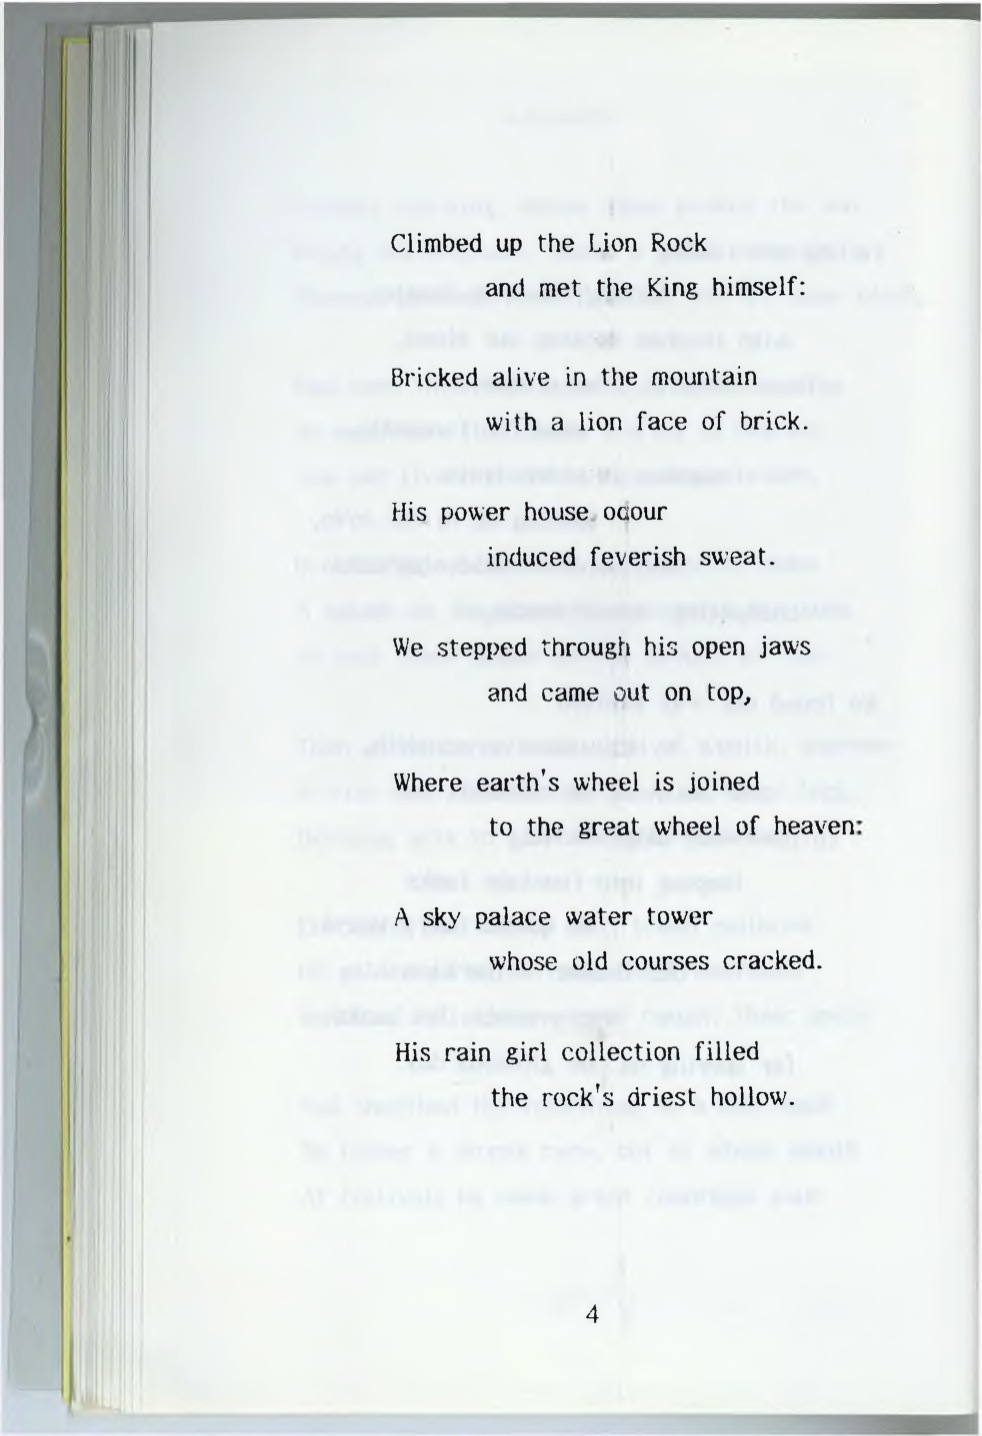 Climbed up the Lion Rock
and met the King himself:
Bricked alive in the mountain
with a lion face of brick.
His power house odour
induced feverish sweat.
We stepped through his open jaws
and came out on top,
Where earth's wheel is joined
to the great wheel of heaven:
A sky palace water tower
whose old courses cracked.
His rain girl collection filled
the rock's driest hollow.
4